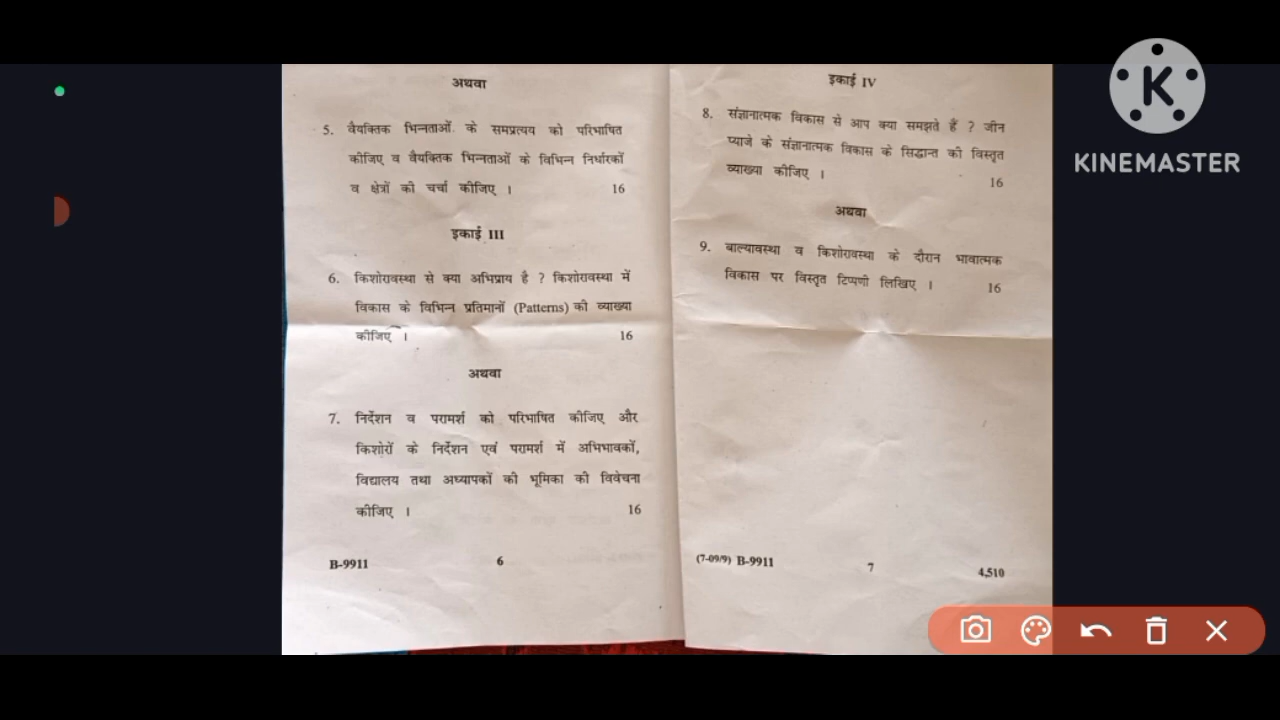 अथवा
5. वैयक्तिक भिन्नताओं के समप्रत्यय को परिभाषित
कीजिए व वैयक्तिक भिन्नताओं के विभिन्न निर्धारकों
व क्षेत्रों की चर्चा कीजिए । 16
इकाई III
6. किशोरावस्था से क्या अभिप्राय है ? किशोरावस्था में
विकास के विभिन्न प्रतिमानों (Patterns) की व्याख्या
कीजिए । 16
अथवा
7. निर्देशन व परामर्श को परिभाषित कीजिए और
किशोरों के निर्देशन एवं परामर्श में अभिभावकों,
विद्यालय तथा अध्यापकों की भूमिका की विवेचना
कीजिए । 16
B-9911 6
इकाई IV
8. संज्ञानात्मक विकास से आप क्या समझते हैं ? जीन
प्याजे के संज्ञानात्मक विकास के सिद्धान्त की विस्तृत
व्याख्या कीजिए । 16
अथवा
9. बाल्यावस्था व किशोरावस्था के दौरान भावात्मक
विकास पर विस्तृत टिप्पणी लिखिए । 16
(7-09/9) B-9911 7 4,510
K
KINEMASTER